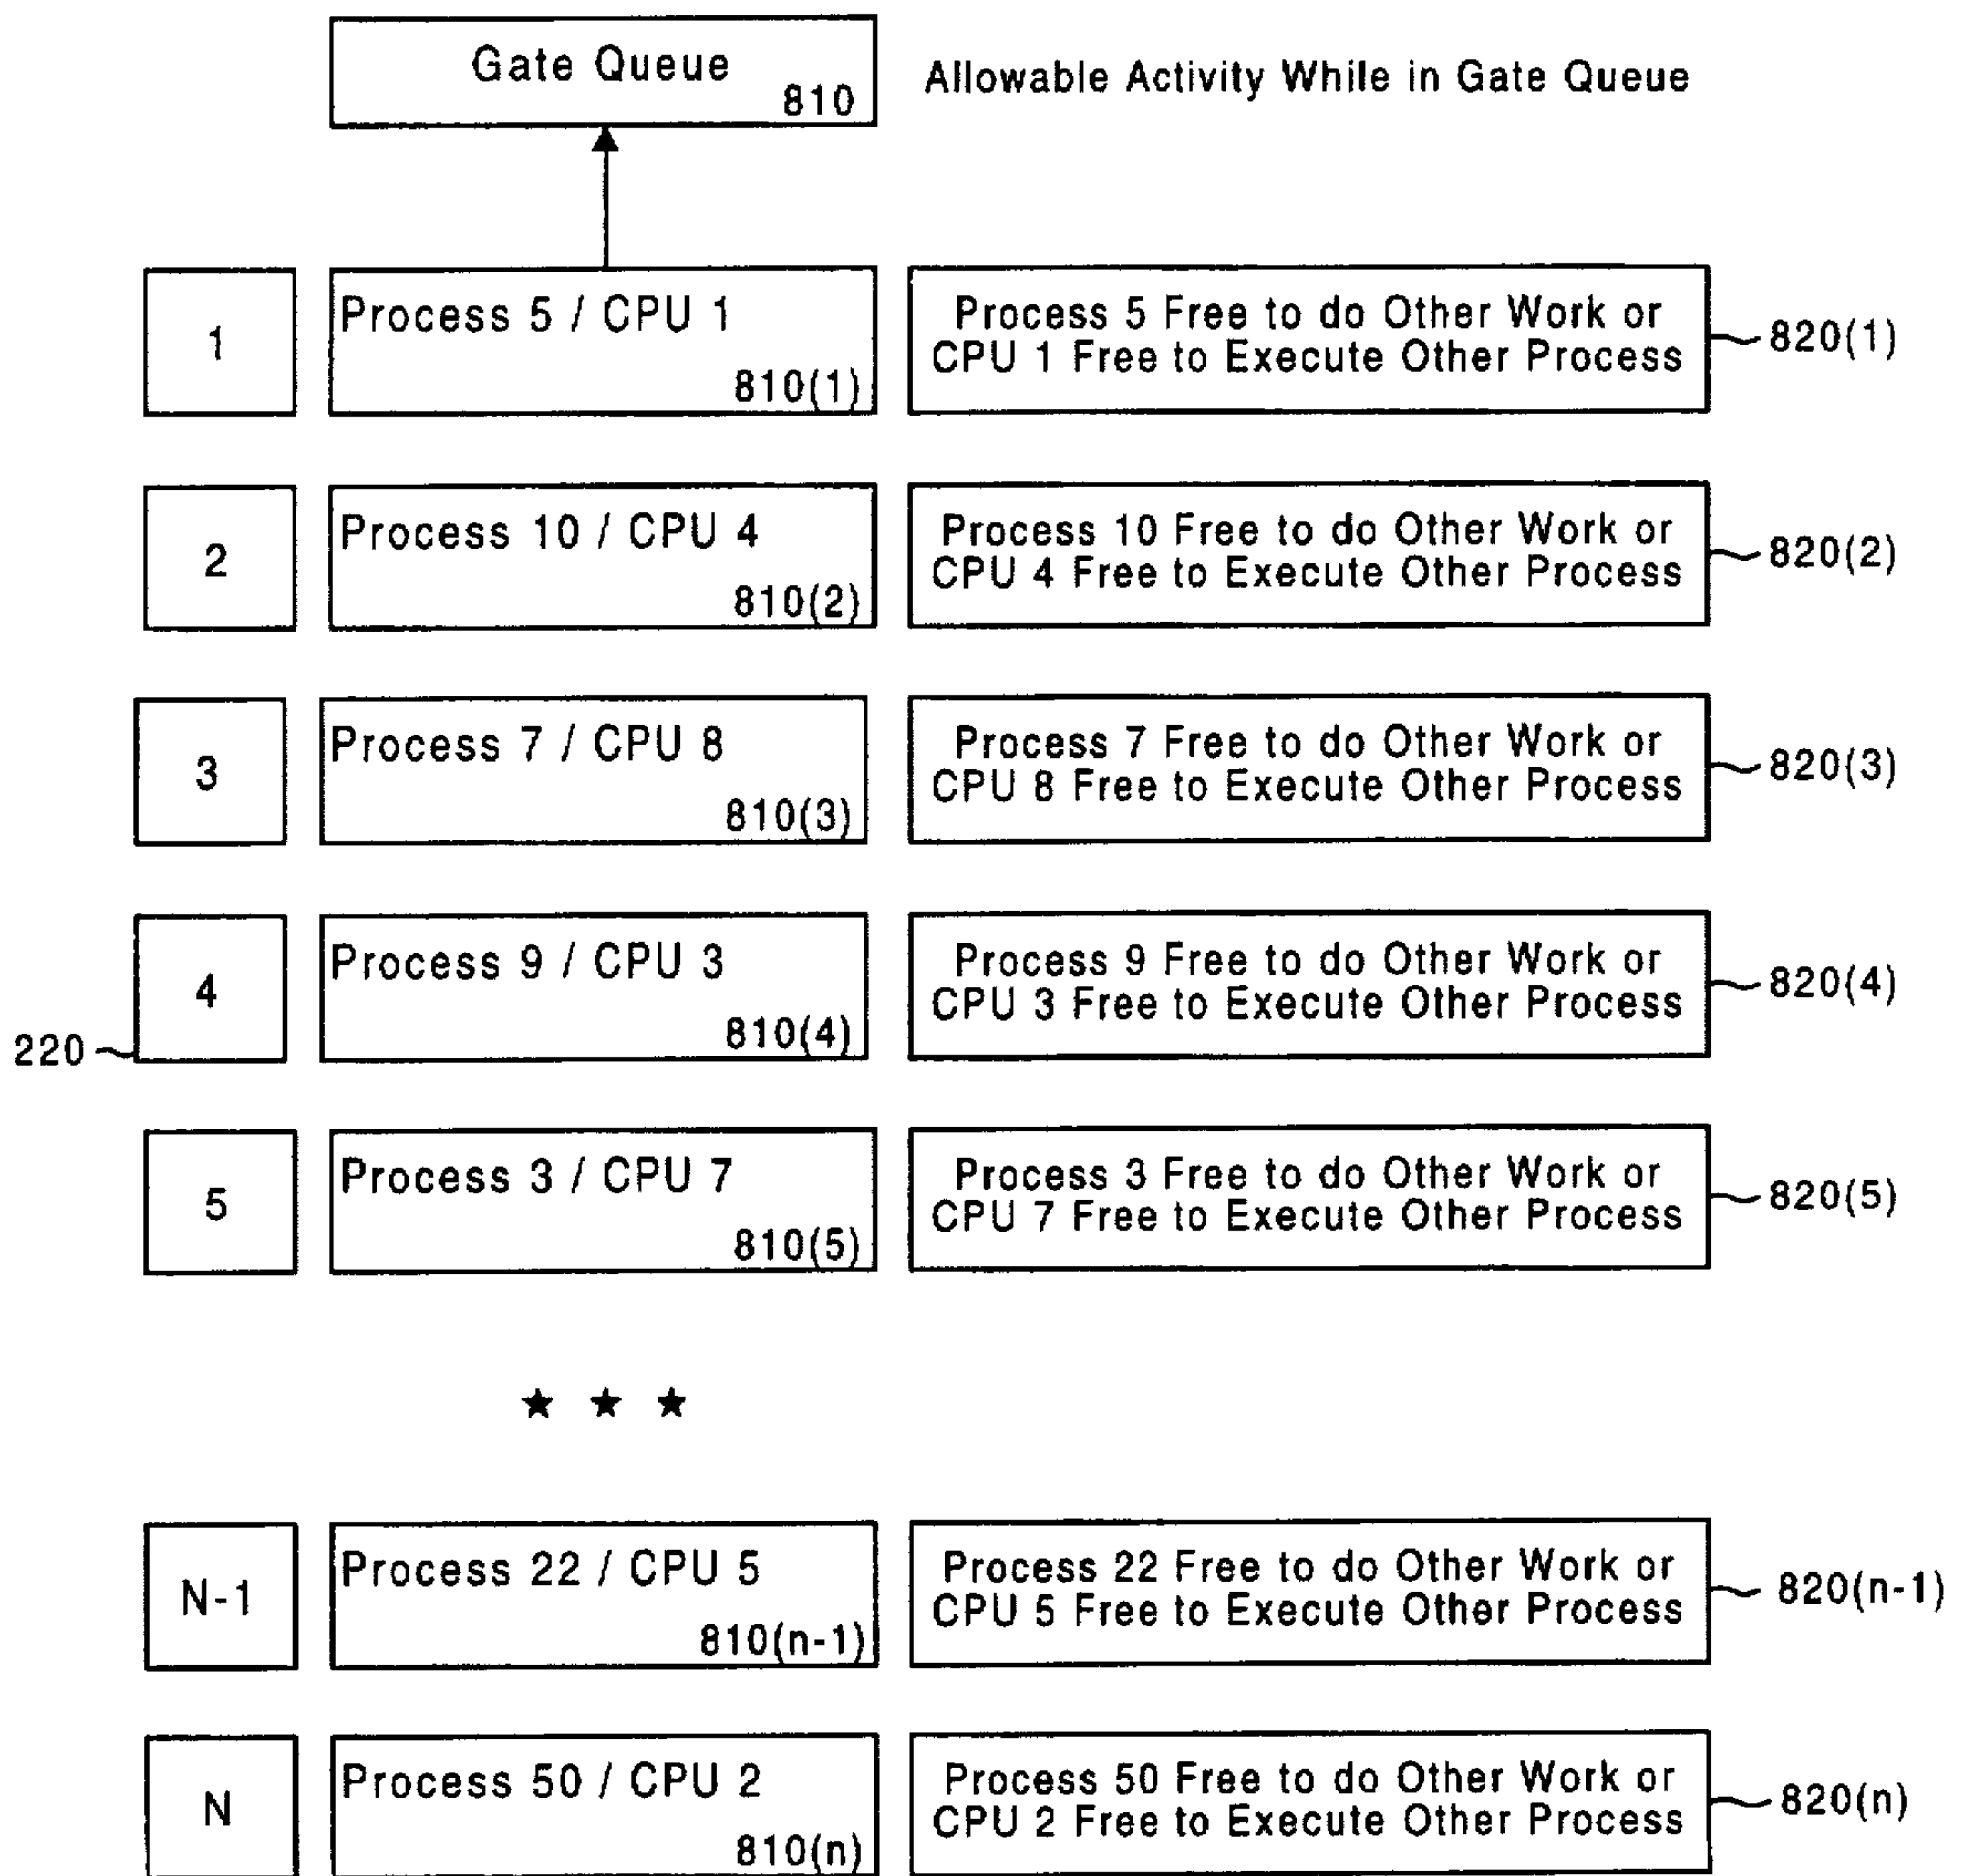 Gate Queue
810
Allowable Activity While in Gate Queue
1
Process 5 / CPU 1
810(1)
Process 5 Free to do Other Work or
CPU 1 Free to Execute Other Process
820(1)
2
Process 10 / CPU 4
810(2)
Process 10 Free to do Other Work or
CPU 4 Free to Execute Other Process
820(2)
3
Process 7 / CPU 8
810(3)
Process 7 Free to do Other Work or
CPU 8 Free to Execute Other Process
820(3)
4
220
Process 9 / CPU 3
810(4)
Process 9 Free to do Other Work or
CPU 3 Free to Execute Other Process
820(4)
5
Process 3 / CPU 7
810(5)
Process 3 Free to do Other Work or
CPU 7 Free to Execute Other Process
820(5)
N-1
Process 22 / CPU 5
810(n-1)
Process 22 Free to do Other Work or
CPU 5 Free to Execute Other Process
820(n-1)
N
Process 50 / CPU 2
810(n)
Process 50 Free to do Other Work or
CPU 2 Free to Execute Other Process
820(n)